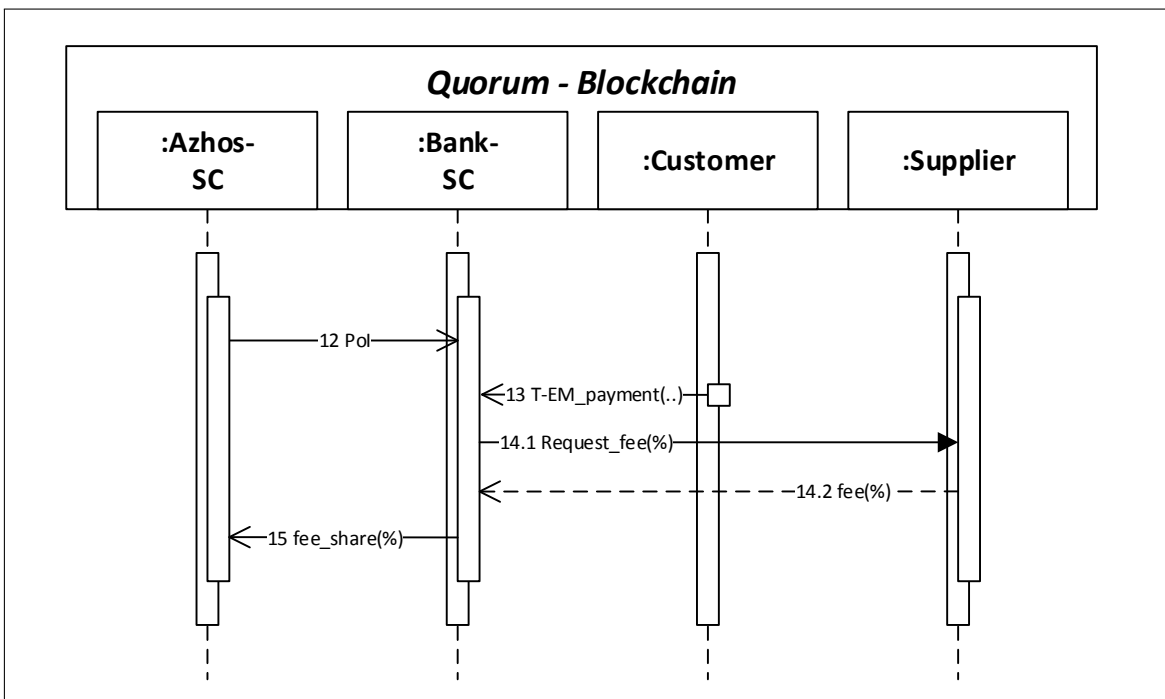 Quorum - Blockchain
:Azhos-
SC
:Bank-
SC
:Customer
:Supplier
12 PoI
13 T-EM_payment(..)
14.1 Request_fee(%)
14.2 fee(%)
15 fee_share(%)